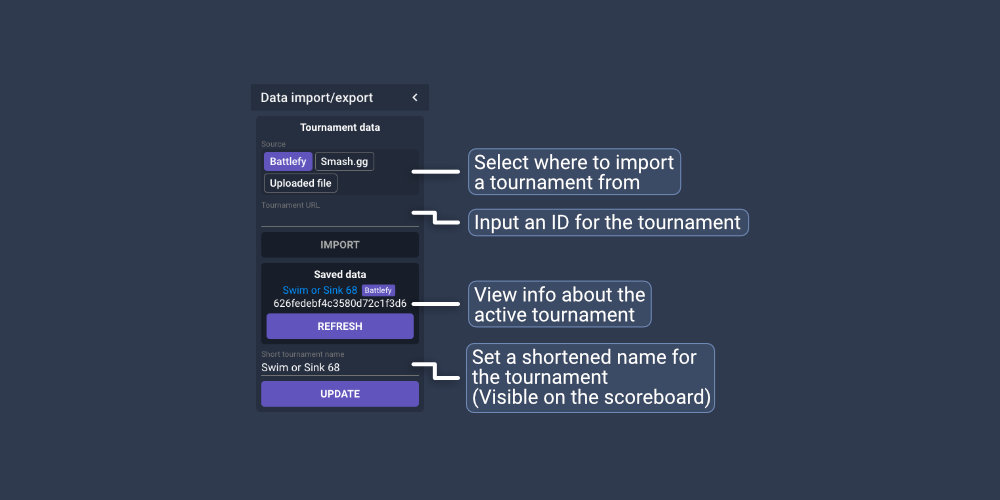 Data import/export
Tournament data
Source
Battlefy Smash.gg
Uploaded file
Select where to import
a tournament from
Tournament URL
Input an ID for the tournament
IMPORT
Saved data
Swim or Sink 68 Battlefy
626fedebf4c3580d72c1f3d6
View info about the
active tournament
REFRESH
Short tournament name
Swim or Sink 68
Set a shortened name for
the tournament
(Visible on the scoreboard)
UPDATE